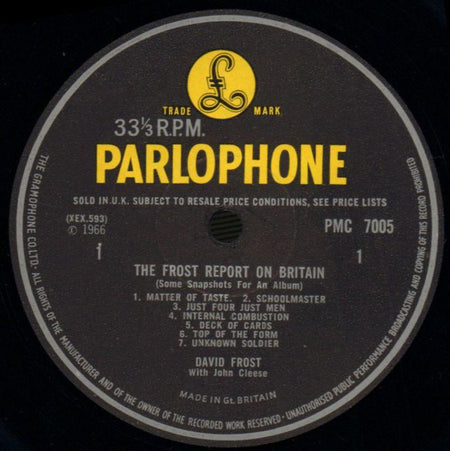 £
TRADE MARK
33⅓ R.P.M.
PARLOPHONE
SOLD IN U.K. SUBJECT TO RESALE PRICE CONDITIONS, SEE PRICE LISTS
(XEX.593) PMC 7005
℗ 1966
1 1
THE FROST REPORT ON BRITAIN
(Some Snapshots For An Album)
1. MATTER OF TASTE. 2. SCHOOLMASTER
3. JUST FOUR JUST MEN
4. INTERNAL COMBUSTION
5. DECK OF CARDS
6. TOP OF THE FORM
7. UNKNOWN SOLDIER
DAVID FROST
With John Cleese
MADE IN Gt. BRITAIN
THE GRAMOPHONE CO. LTD. ALL RIGHTS OF THE MANUFACTURER AND OF THE OWNER OF THE RECORDED WORK RESERVED - UNAUTHORISED PUBLIC PERFORMANCE BROADCASTING AND COPYING OF THIS RECORD PROHIBITED